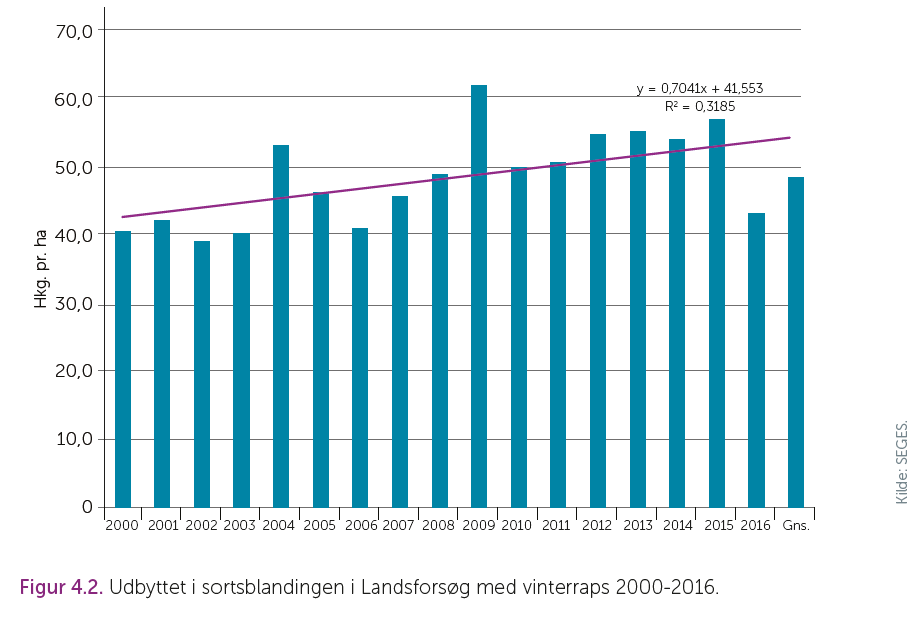 70,0
60,0
50,0
40,0
30,0
20,0
10,0
0
Hkg. pr. ha
y = 0,7041x + 41,553
R² = 0,3185
2000 2001 2002 2003 2004 2005 2006 2007 2008 2009 2010 2011 2012 2013 2014 2015 2016 Gns.
Kilde: SEGES.
Figur 4.2. Udbyttet i sortsblandingen i Landsforsøg med vinterraps 2000-2016.